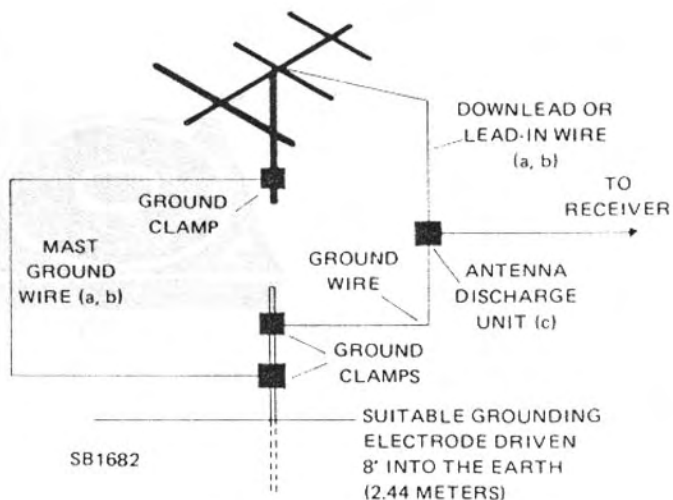 DOWNLEAD OR
LEAD-IN WIRE
(a, b)
TO
RECEIVER
GROUND
CLAMP
MAST
GROUND
WIRE (a, b)
GROUND
WIRE
ANTENNA
DISCHARGE
UNIT (c)
GROUND
CLAMPS
SUITABLE GROUNDING
ELECTRODE DRIVEN
8' INTO THE EARTH
(2.44 METERS)
SB1682